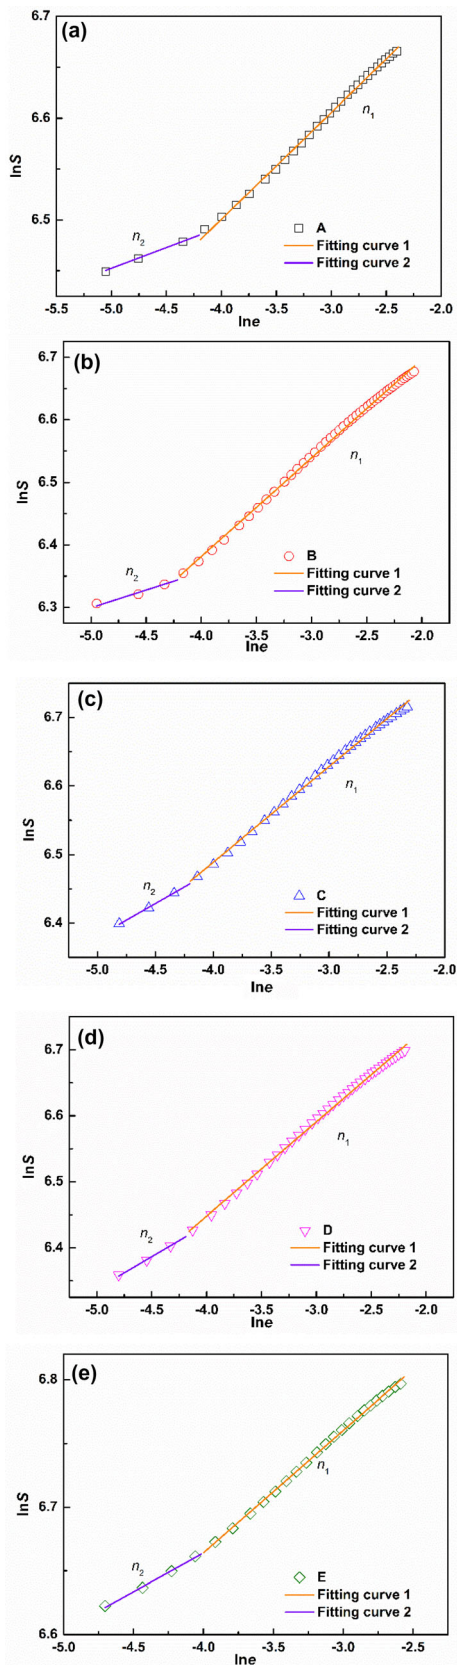 (a)
6.7
6.6
6.5
lnS
n1
n2
A
Fitting curve 1
Fitting curve 2
-5.5 -5.0 -4.5 -4.0 -3.5 -3.0 -2.5 -2.0
lne
(b)
6.7
6.6
6.5
6.4
6.3
lnS
n1
n2
B
Fitting curve 1
Fitting curve 2
-5.0 -4.5 -4.0 -3.5 -3.0 -2.5 -2.0
lne
(c)
6.7
6.6
6.5
6.4
lnS
n1
n2
C
Fitting curve 1
Fitting curve 2
-5.0 -4.5 -4.0 -3.5 -3.0 -2.5 -2.0
lne
(d)
6.7
6.6
6.5
6.4
lnS
n1
n2
D
Fitting curve 1
Fitting curve 2
-5.0 -4.5 -4.0 -3.5 -3.0 -2.5 -2.0
lne
(e)
6.8
6.7
6.6
lnS
n1
n2
E
Fitting curve 1
Fitting curve 2
-5.0 -4.5 -4.0 -3.5 -3.0 -2.5
lne